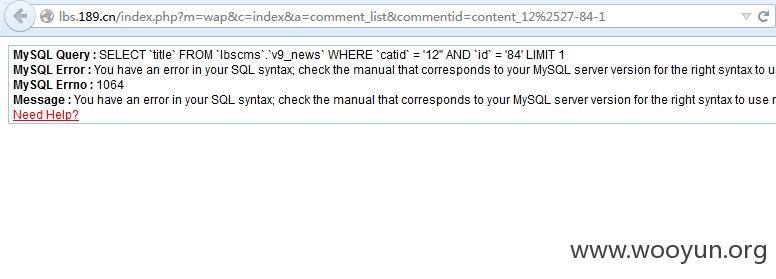 lbs.189.cn/index.php?m=wap&c=index&a=comment_list&commentid=content_12%2527-84-1
MySQL Query : SELECT `title` FROM `lbscms`.`v9_news` WHERE `catid` = '12'' AND `id` = '84' LIMIT 1
MySQL Error : You have an error in your SQL syntax; check the manual that corresponds to your MySQL server version for the right syntax to u
MySQL Errno : 1064
Message : You have an error in your SQL syntax; check the manual that corresponds to your MySQL server version for the right syntax to use
Need Help?
www.wooyun.org